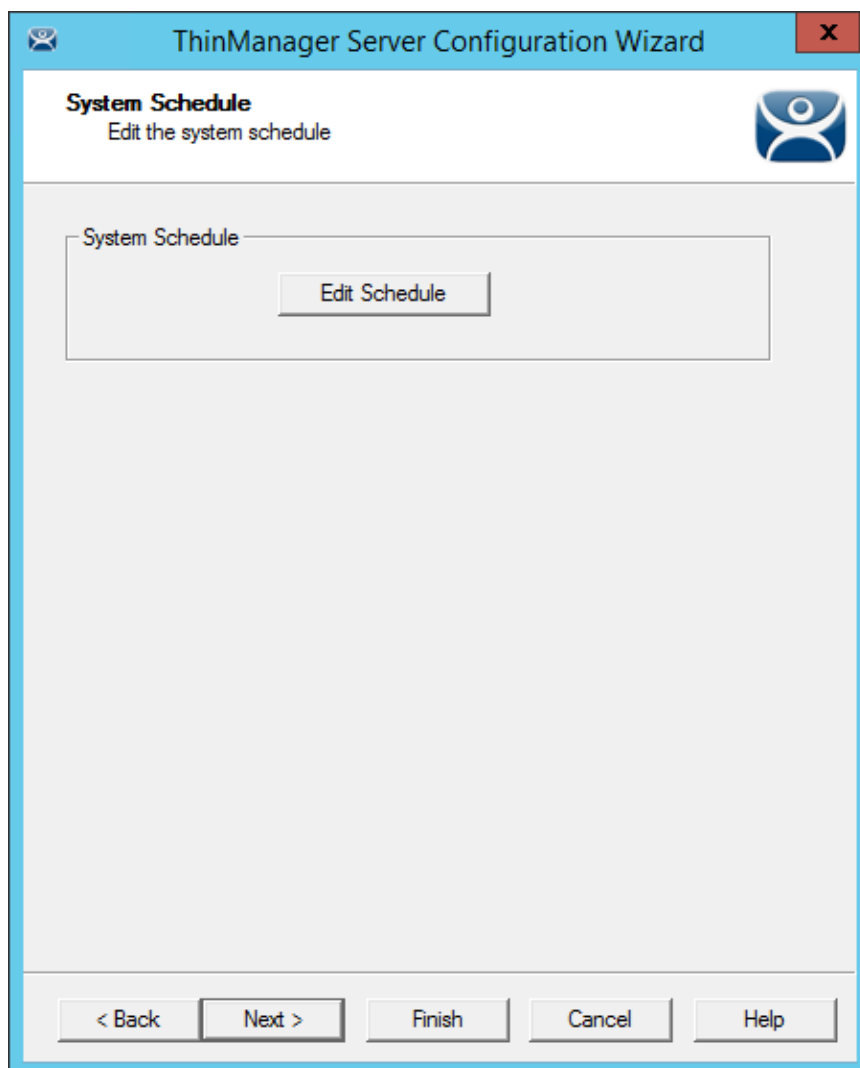 ThinManager Server Configuration Wizard
x
System Schedule
Edit the system schedule
System Schedule
Edit Schedule
< Back Next > Finish Cancel Help